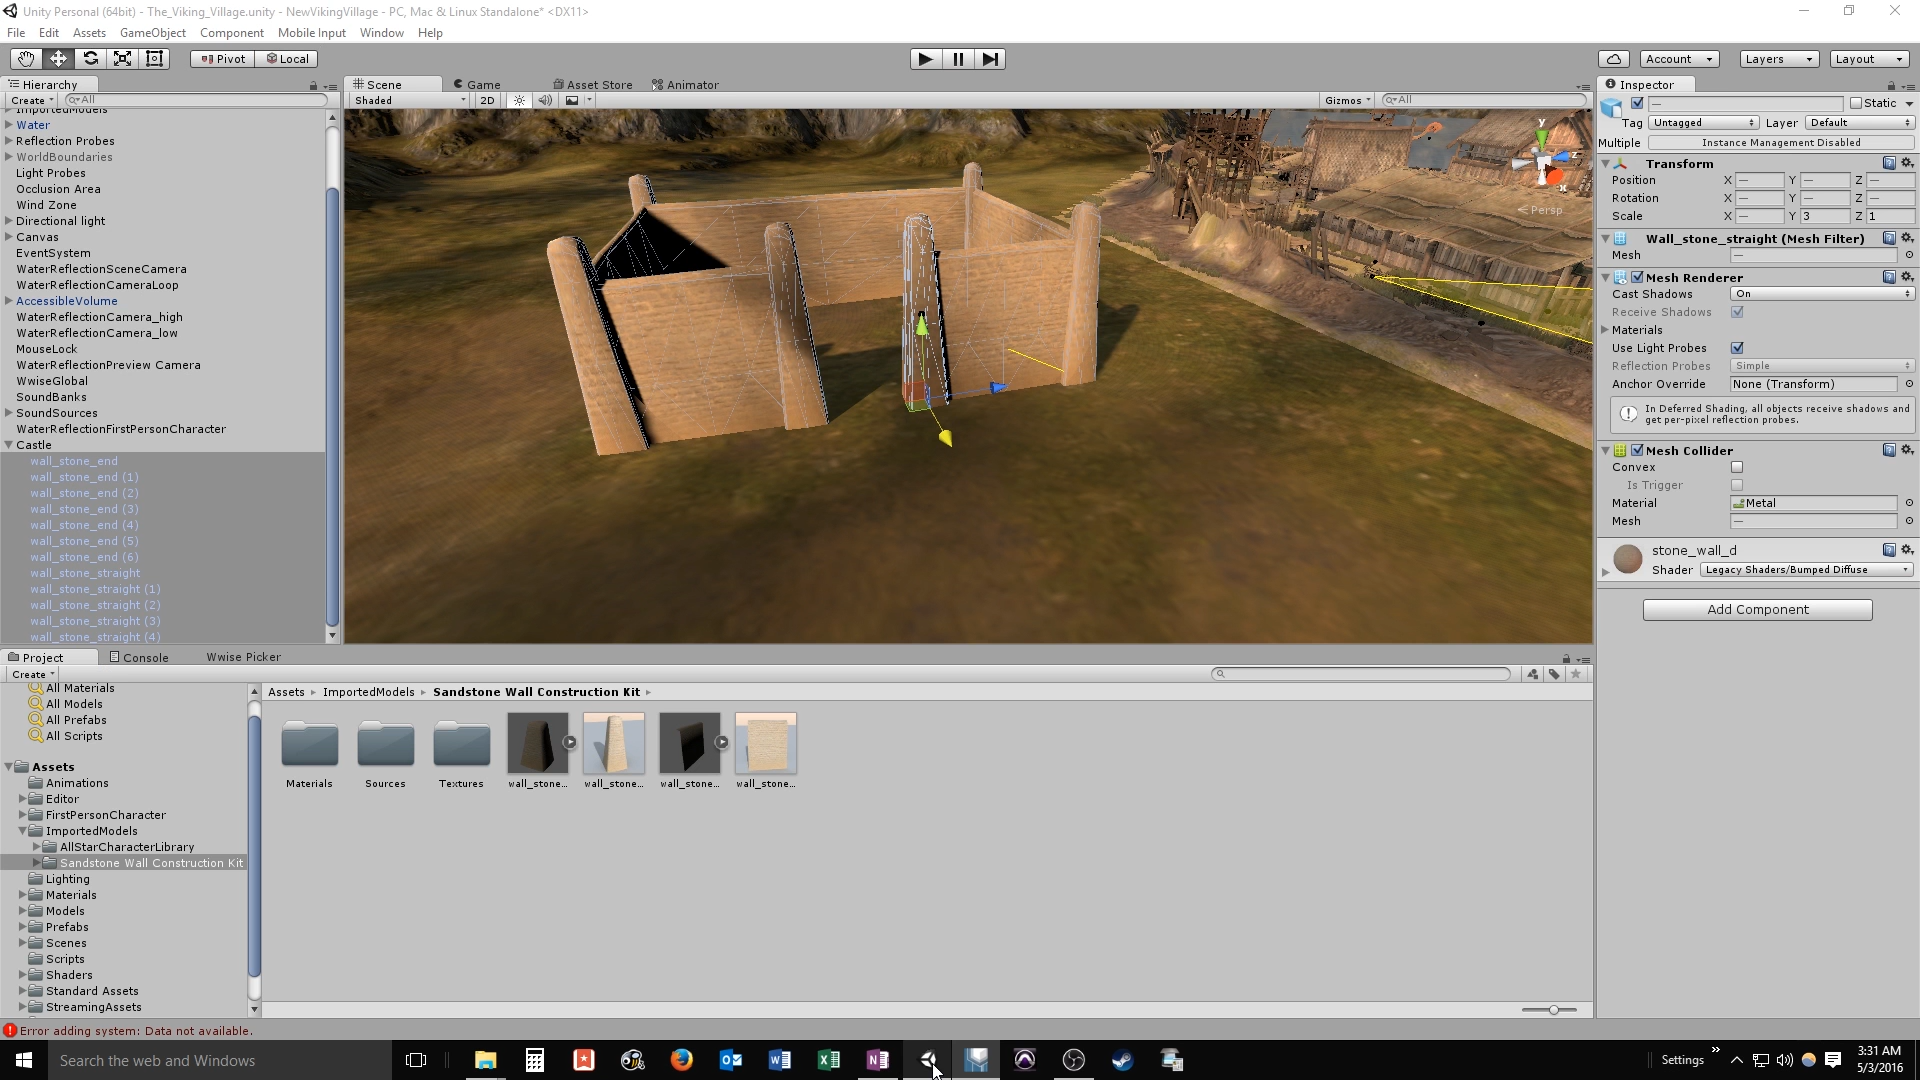 Unity Personal (64bit) - The_Viking_Village.unity - NewVikingVillage - PC, Mac & Linux Standalone* <DX11>
File Edit Assets GameObject Component Mobile Input Window Help
Pivot Local
Account Layers Layout
Hierarchy
Create All
ImportedModels
Water
Reflection Probes
WorldBoundaries
Light Probes
Occlusion Area
Wind Zone
Directional light
Canvas
EventSystem
WaterReflectionSceneCamera
WaterReflectionCameraLoop
AccessibleVolume
WaterReflectionCamera_high
WaterReflectionCamera_low
MouseLock
WaterReflectionPreview Camera
WwiseGlobal
SoundBanks
SoundSources
WaterReflectionFirstPersonCharacter
Castle
wall_stone_end
wall_stone_end (1)
wall_stone_end (2)
wall_stone_end (3)
wall_stone_end (4)
wall_stone_end (5)
wall_stone_end (6)
wall_stone_straight
wall_stone_straight (1)
wall_stone_straight (2)
wall_stone_straight (3)
wall_stone_straight (4)
Scene Game Asset Store Animator
Shaded 2D Gizmos All
y
z
x
Persp
Inspector
— Static
Tag Untagged Layer Default
Multiple Instance Management Disabled
Transform
Position X — Y — Z —
Rotation X — Y — Z —
Scale X — Y 3 Z 1
Wall_stone_straight (Mesh Filter)
Mesh —
Mesh Renderer
Cast Shadows On
Receive Shadows
Materials
Use Light Probes
Reflection Probes Simple
Anchor Override None (Transform)
In Deferred Shading, all objects receive shadows and
get per-pixel reflection probes.
Mesh Collider
Convex
Is Trigger
Material Metal
Mesh —
stone_wall_d
Shader Legacy Shaders/Bumped Diffuse
Add Component
Project Console Wwise Picker
Create
All Materials
All Models
All Prefabs
All Scripts
Assets
Animations
Editor
FirstPersonCharacter
ImportedModels
AllStarCharacterLibrary
Sandstone Wall Construction Kit
Lighting
Materials
Models
Prefabs
Scenes
Scripts
Shaders
Standard Assets
StreamingAssets
Assets ImportedModels Sandstone Wall Construction Kit
Materials Sources Textures wall_stone... wall_stone... wall_stone... wall_stone...
Error adding system: Data not available.
Search the web and Windows
Settings
3:31 AM
5/3/2016